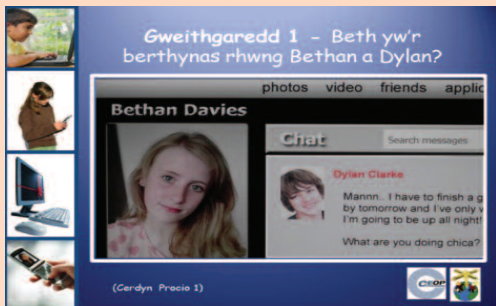 Gweithgaredd 1 - Beth yw'r
berthynas rhwng Bethan a Dylan?
photos video friends applic
Bethan Davies
Chat
Search messages
Dylan Clarke
Mannn.. I have to finish a g
by tomorrow and I've only w
I'm going to be up all night!
What are you doing chica?
(Cerdyn Procio 1)
CEOP